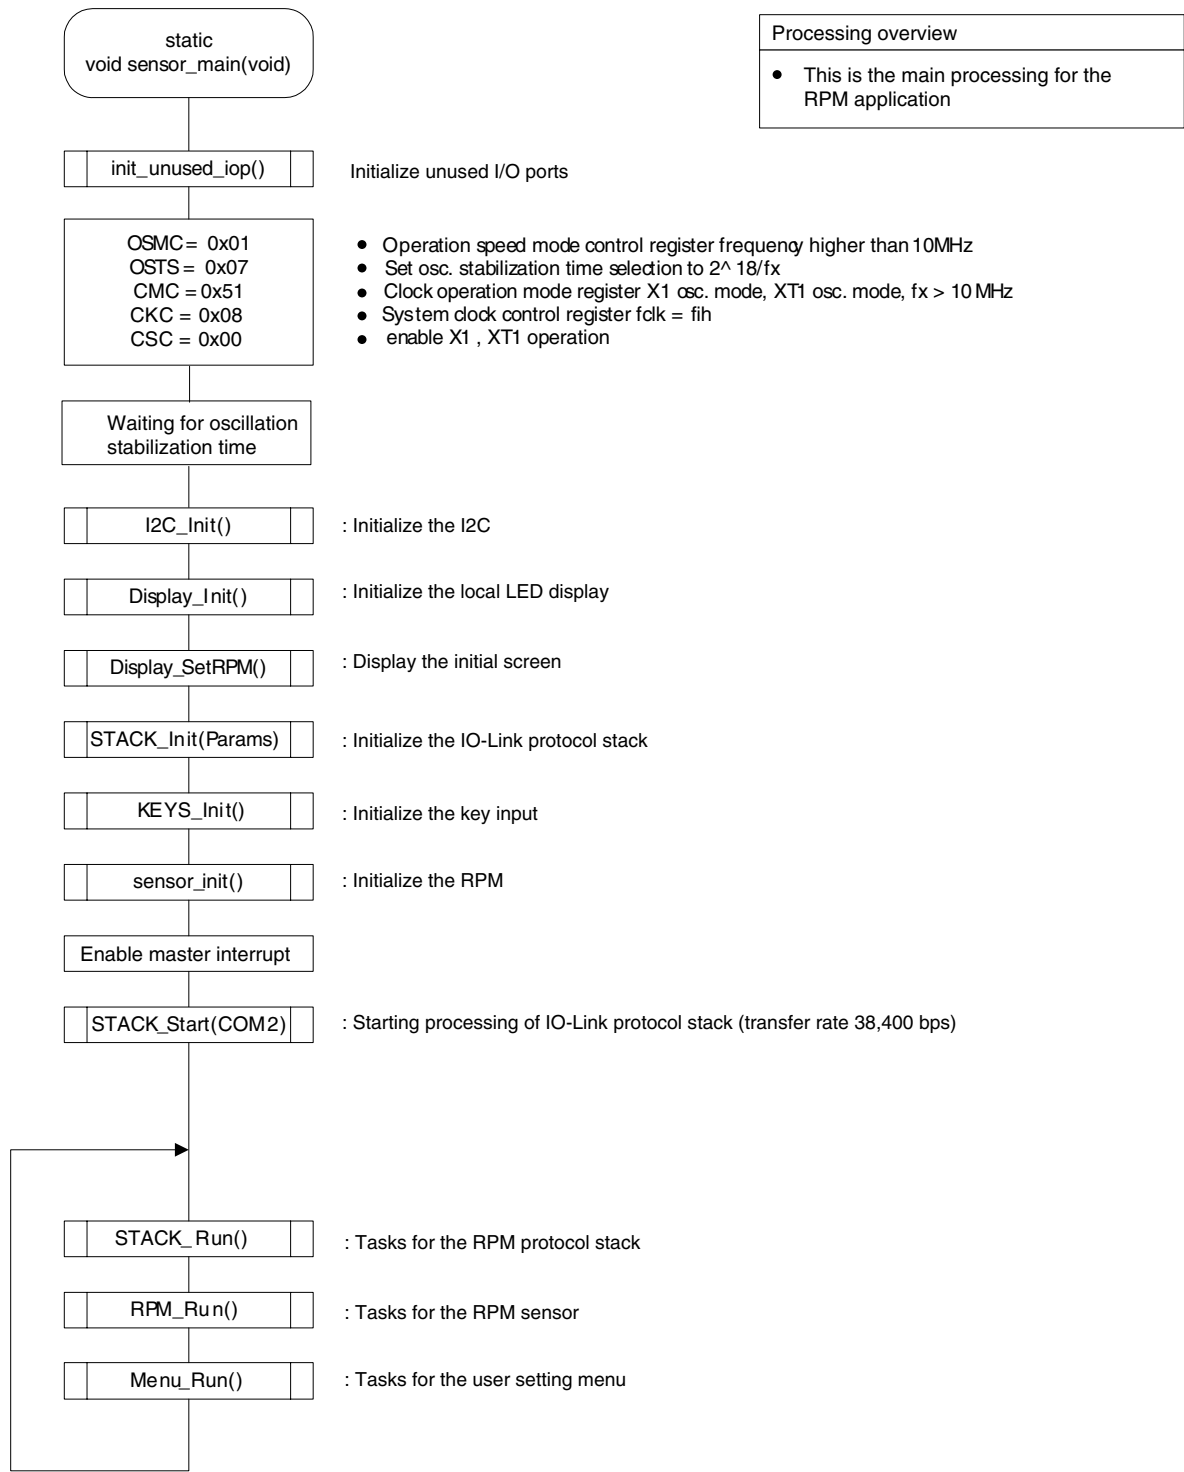 static
void sensor_main(void)
Processing overview
● This is the main processing for the
RPM application
init_unused_iop()
Initialize unused I/O ports
OSMC = 0x01
OSTS = 0x07
CMC = 0x51
CKC = 0x08
CSC = 0x00
● Operation speed mode control register frequency higher than 10MHz
● Set osc. stabilization time selection to 2^ 18/fx
● Clock operation mode register X1 osc. mode, XT1 osc. mode, fx > 10 MHz
● System clock control register fclk = fih
● enable X1 , XT1 operation
Waiting for oscillation
stabilization time
I2C_Init()
: Initialize the I2C
Display_Init()
: Initialize the local LED display
Display_SetRPM()
: Display the initial screen
STACK_Init(Params)
: Initialize the IO-Link protocol stack
KEYS_Init()
: Initialize the key input
sensor_init()
: Initialize the RPM
Enable master interrupt
STACK_Start(COM2)
: Starting processing of IO-Link protocol stack (transfer rate 38,400 bps)
STACK_Run()
: Tasks for the RPM protocol stack
RPM_Run()
: Tasks for the RPM sensor
Menu_Run()
: Tasks for the user setting menu